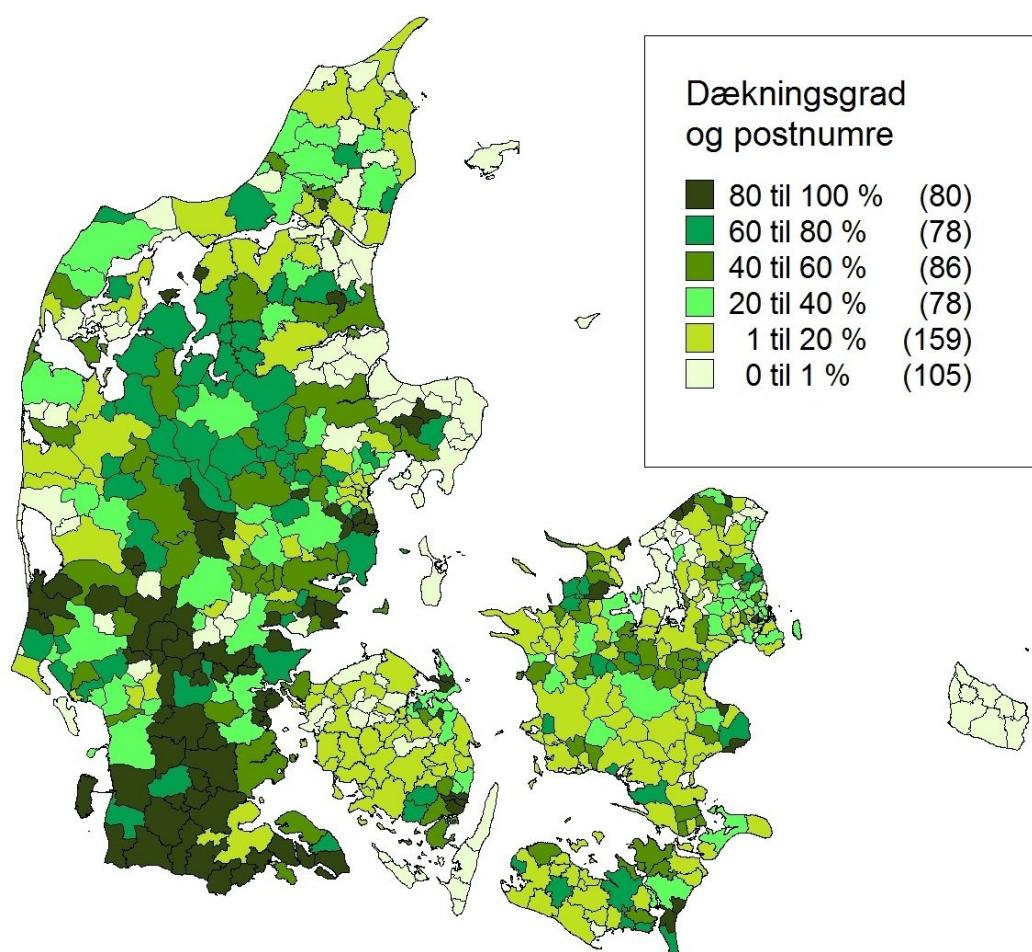 Dækningsgrad
og postnumre
80 til 100 % (80)
60 til 80 % (78)
40 til 60 % (86)
20 til 40 % (78)
1 til 20 % (159)
0 til 1 % (105)